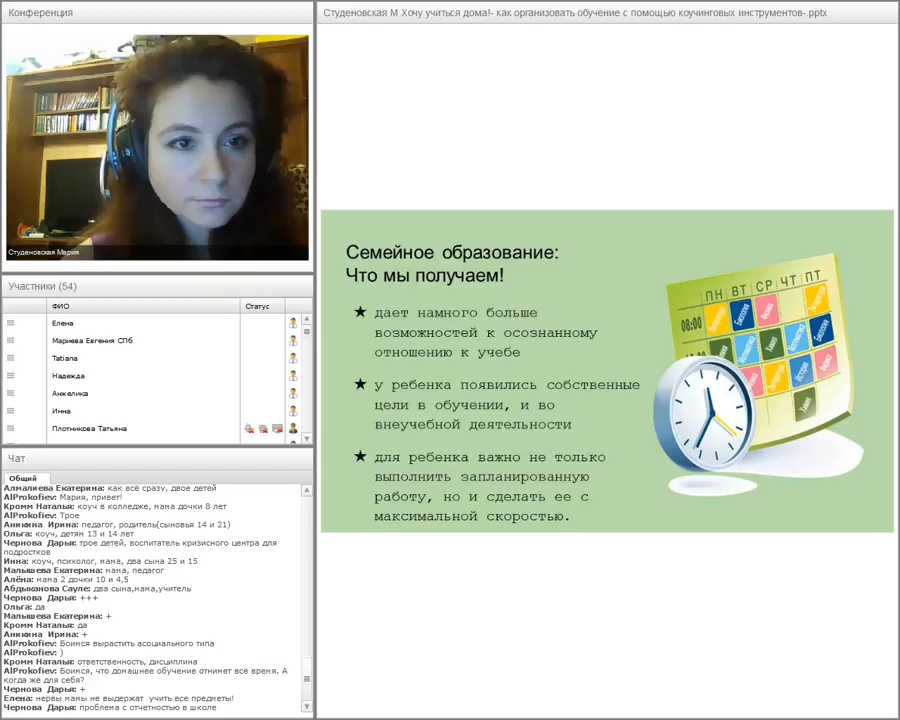 Конференция
Студеновская Мария
Участники (54)
ФИО
Статус
Елена
Мариева Евгения СПб
Tatiana
Надежда
Анжелика
Инна
Плотникова Татьяна
Чат
Общий
Алмалиева Екатерина: как всё сразу, двое детей
AlProkofiev: Мария, привет!
Кромм Наталья: коуч в колледже, мама дочки 8 лет
AlProkofiev: Трое
Аникина Ирина: педагог, родитель(сыновья 14 и 21)
Ольга: коуч, детям 13 и 14 лет
Чернова Дарья: трое детей, воспитатель кризисного центра для
подростков
Инна: коуч, психолог, мама, два сына 25 и 15
Малышева Екатерина: мама, педагог
Алёна: мама 2 дочки 10 и 4,5
Абдыканова Сауле: два сына,мама,учитель
Чернова Дарья: +++
Ольга: да
Малышева Екатерина: +
Кромм Наталья: да
Аникина Ирина: +
AlProkofiev: Боимся вырастить асоциального типа
AlProkofiev: )
Кромм Наталья: ответственность, дисциплина
AlProkofiev: Боимся, что домашнее обучение отнимет всё время. А
когда же для себя?
Чернова Дарья: +
Елена: нервы мамы не выдержат учить все предметы!
Чернова Дарья: проблема с отчетностью в школе
Студеновская М Хочу учиться дома!- как организовать обучение с помощью коучинговых инструментов-.pptx
Семейное образование:
Что мы получаем!
★ дает намного больше
возможностей к осознанному
отношению к учебе
★ у ребенка появились собственные
цели в обучении, и во
внеучебной деятельности
★ для ребенка важно не только
выполнить запланированную
работу, но и сделать ее с
максимальной скоростью.
ПН ВТ СР ЧТ ПТ
08:00